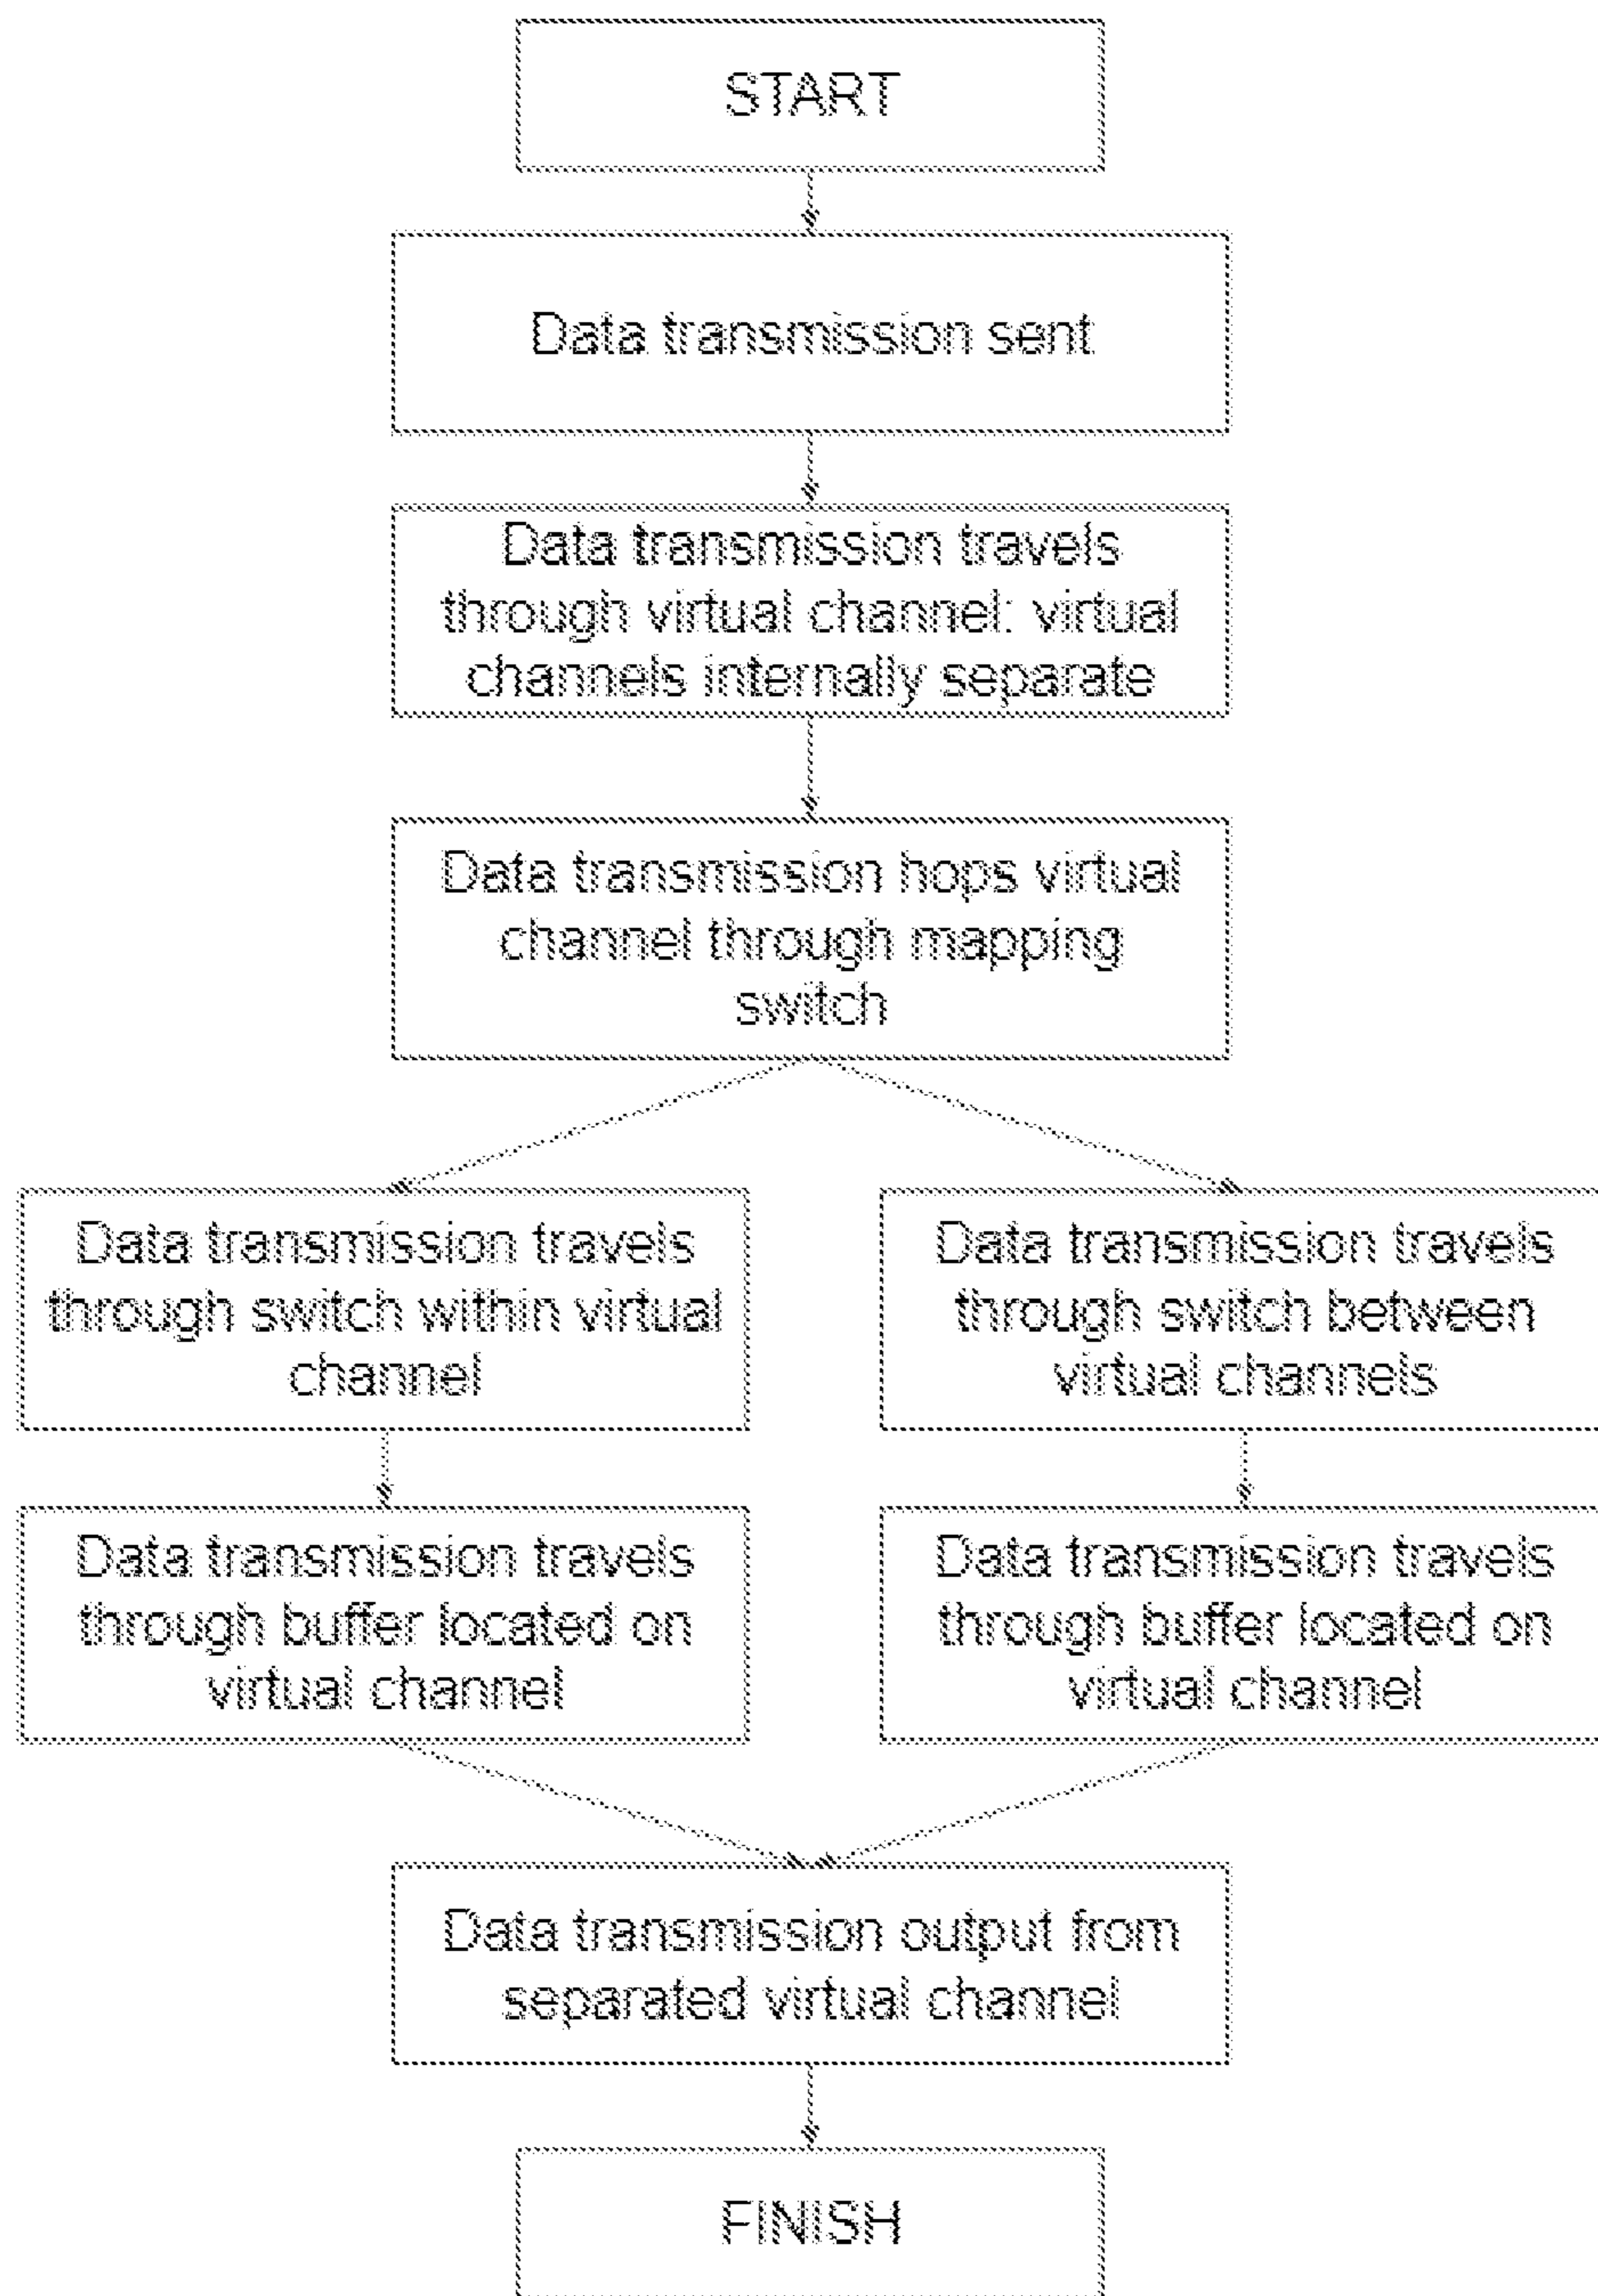 START
Data transmission sent
Data transmission travels
through virtual channel: virtual
channels internally separate
Data transmission hops virtual
channel through mapping
switch
Data transmission travels
through switch within virtual
channel
Data transmission travels
through switch between
virtual channels
Data transmission travels
through buffer located on
virtual channel
Data transmission travels
through buffer located on
virtual channel
Data transmission output from
separated virtual channel
FINISH